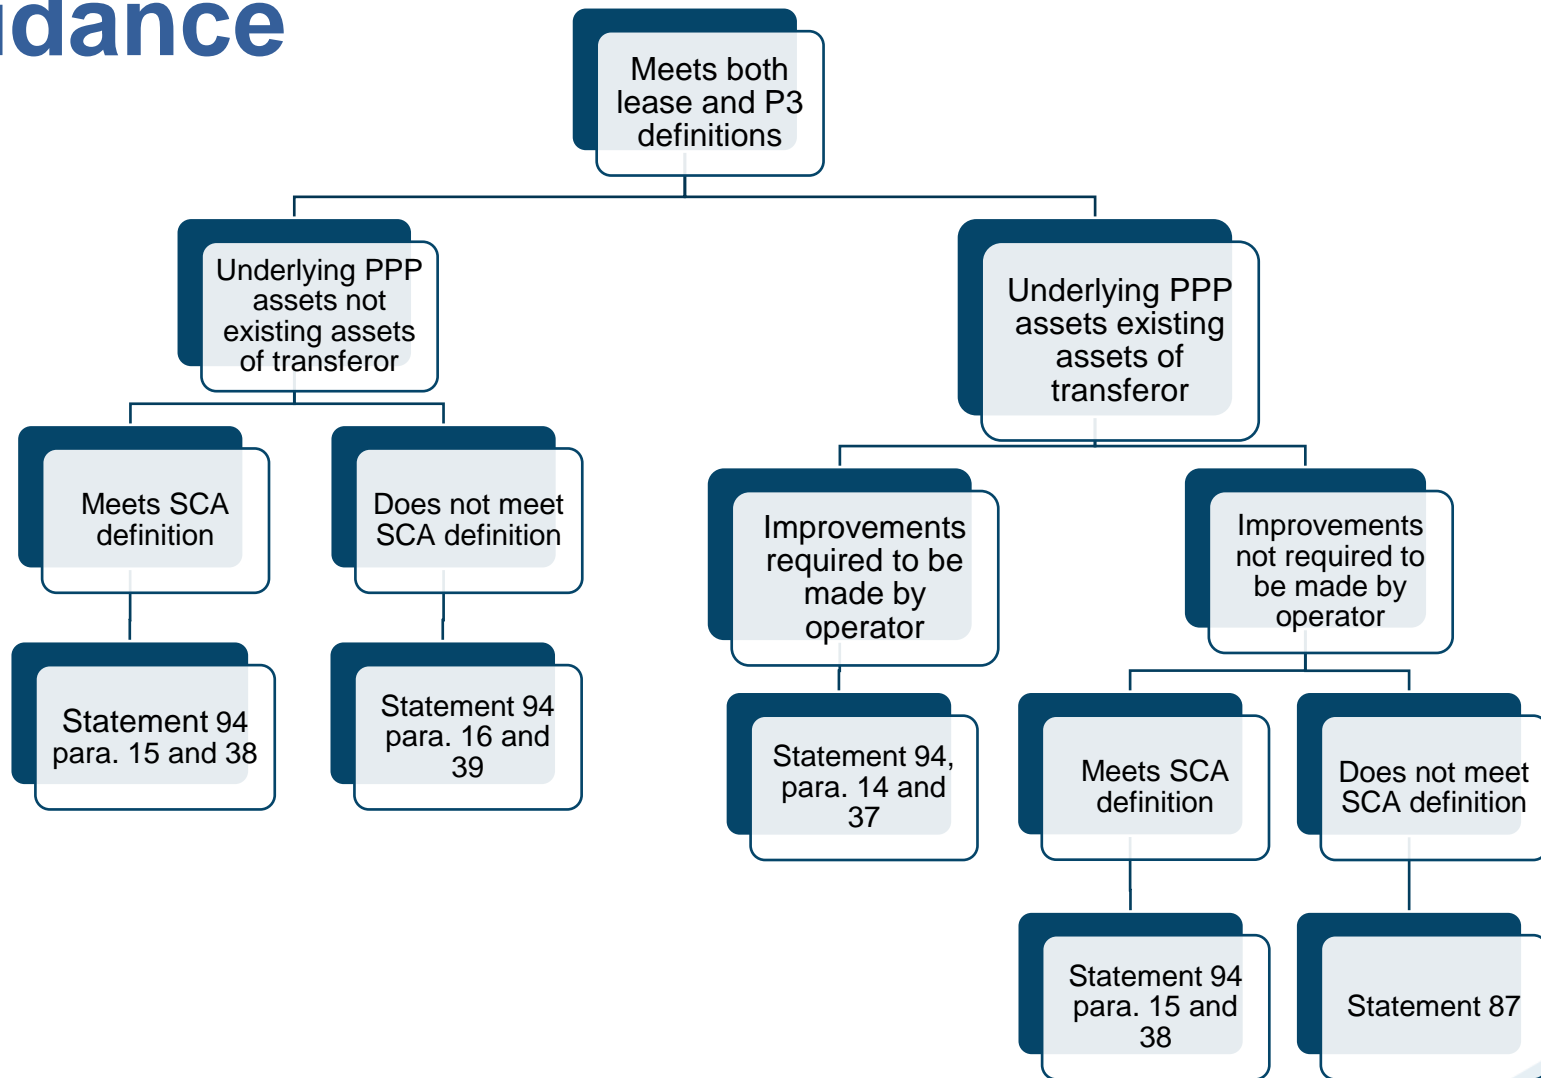 idance
Meets both
lease and P3
definitions
Underlying PPP
assets not
existing assets
of transferor
Underlying PPP
assets existing
assets of
transferor
Meets SCA
definition
Does not meet
SCA definition
Improvements
required to be
made by
operator
Improvements
not required to
be made by
operator
Statement 94
para. 15 and 38
Statement 94
para. 16 and
39
Statement 94,
para. 14 and
37
Meets SCA
definition
Does not meet
SCA definition
Statement 94
para. 15 and
38
Statement 87